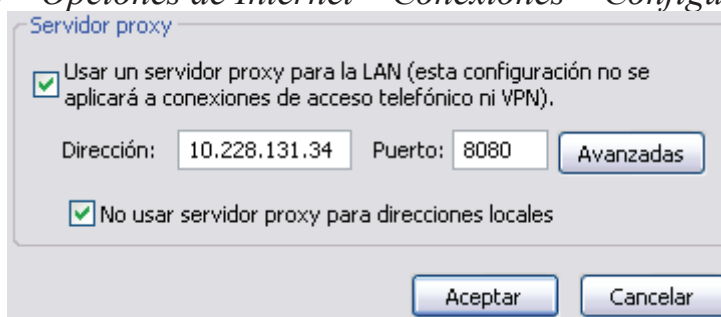 Opciones de Internet – Conexiones – Configu
Servidor proxy
Usar un servidor proxy para la LAN (esta configuración no se
aplicará a conexiones de acceso telefónico ni VPN).
Dirección: 10.228.131.34 Puerto: 8080 Avanzadas
No usar servidor proxy para direcciones locales
Aceptar Cancelar